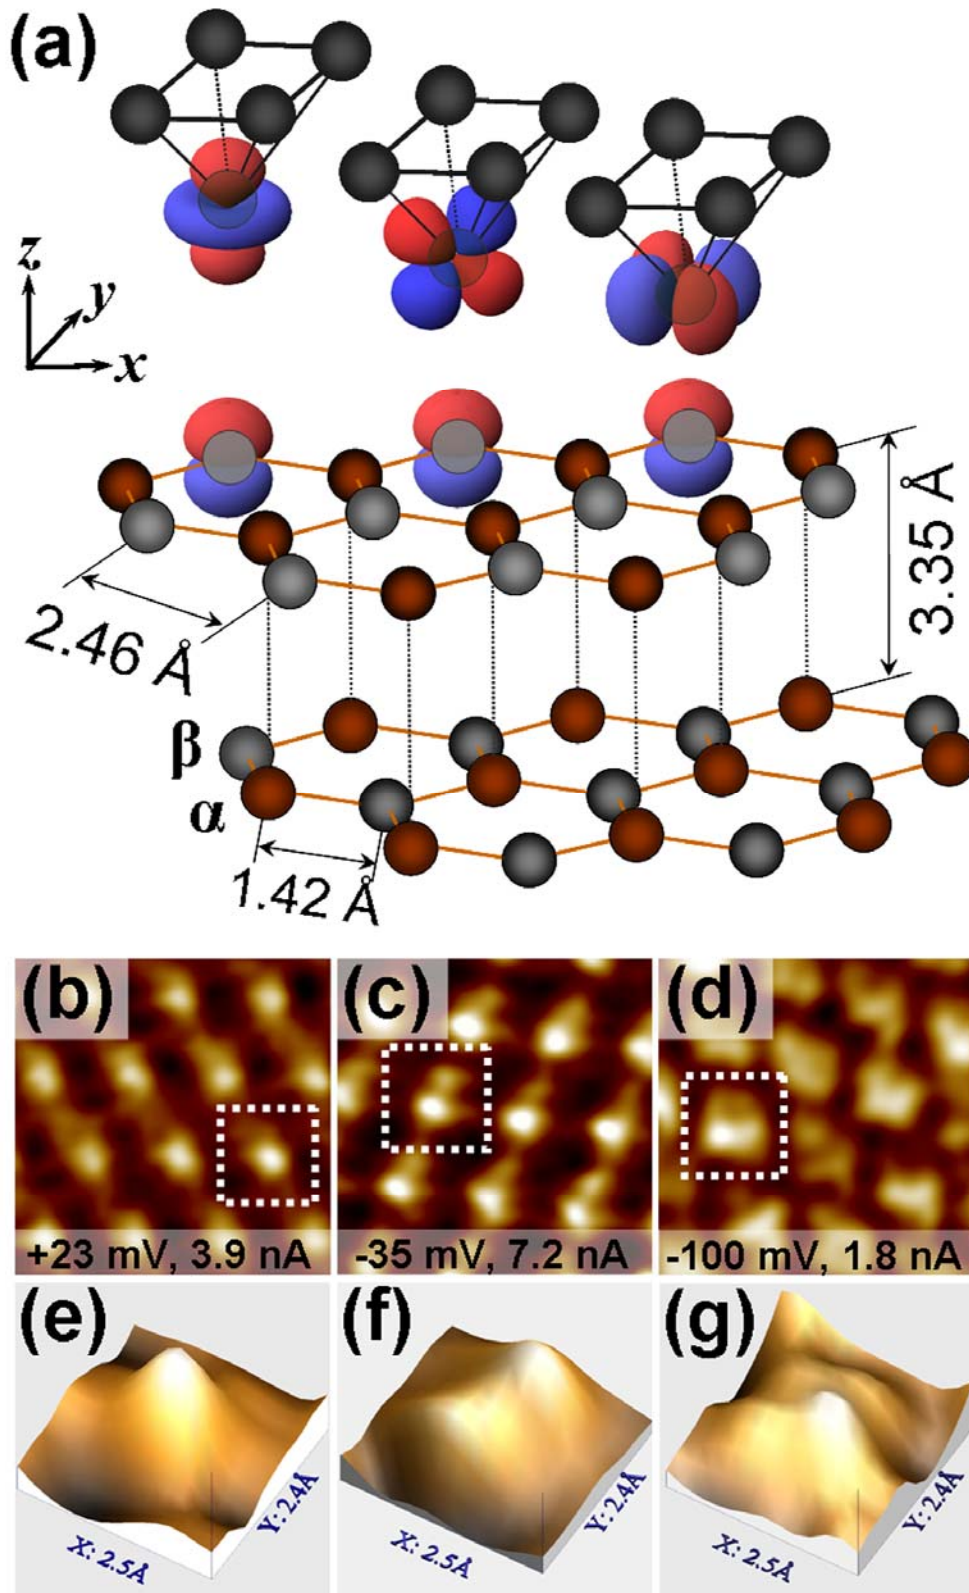 (a)
z
y
x
2.46 Å
3.35 Å
β
α
1.42 Å
(b)
(c)
(d)
+23 mV, 3.9 nA
-35 mV, 7.2 nA
-100 mV, 1.8 nA
(e)
(f)
(g)
X: 2.5Å
Y: 2.4Å
X: 2.5Å
Y: 2.4Å
X: 2.5Å
Y: 2.4Å